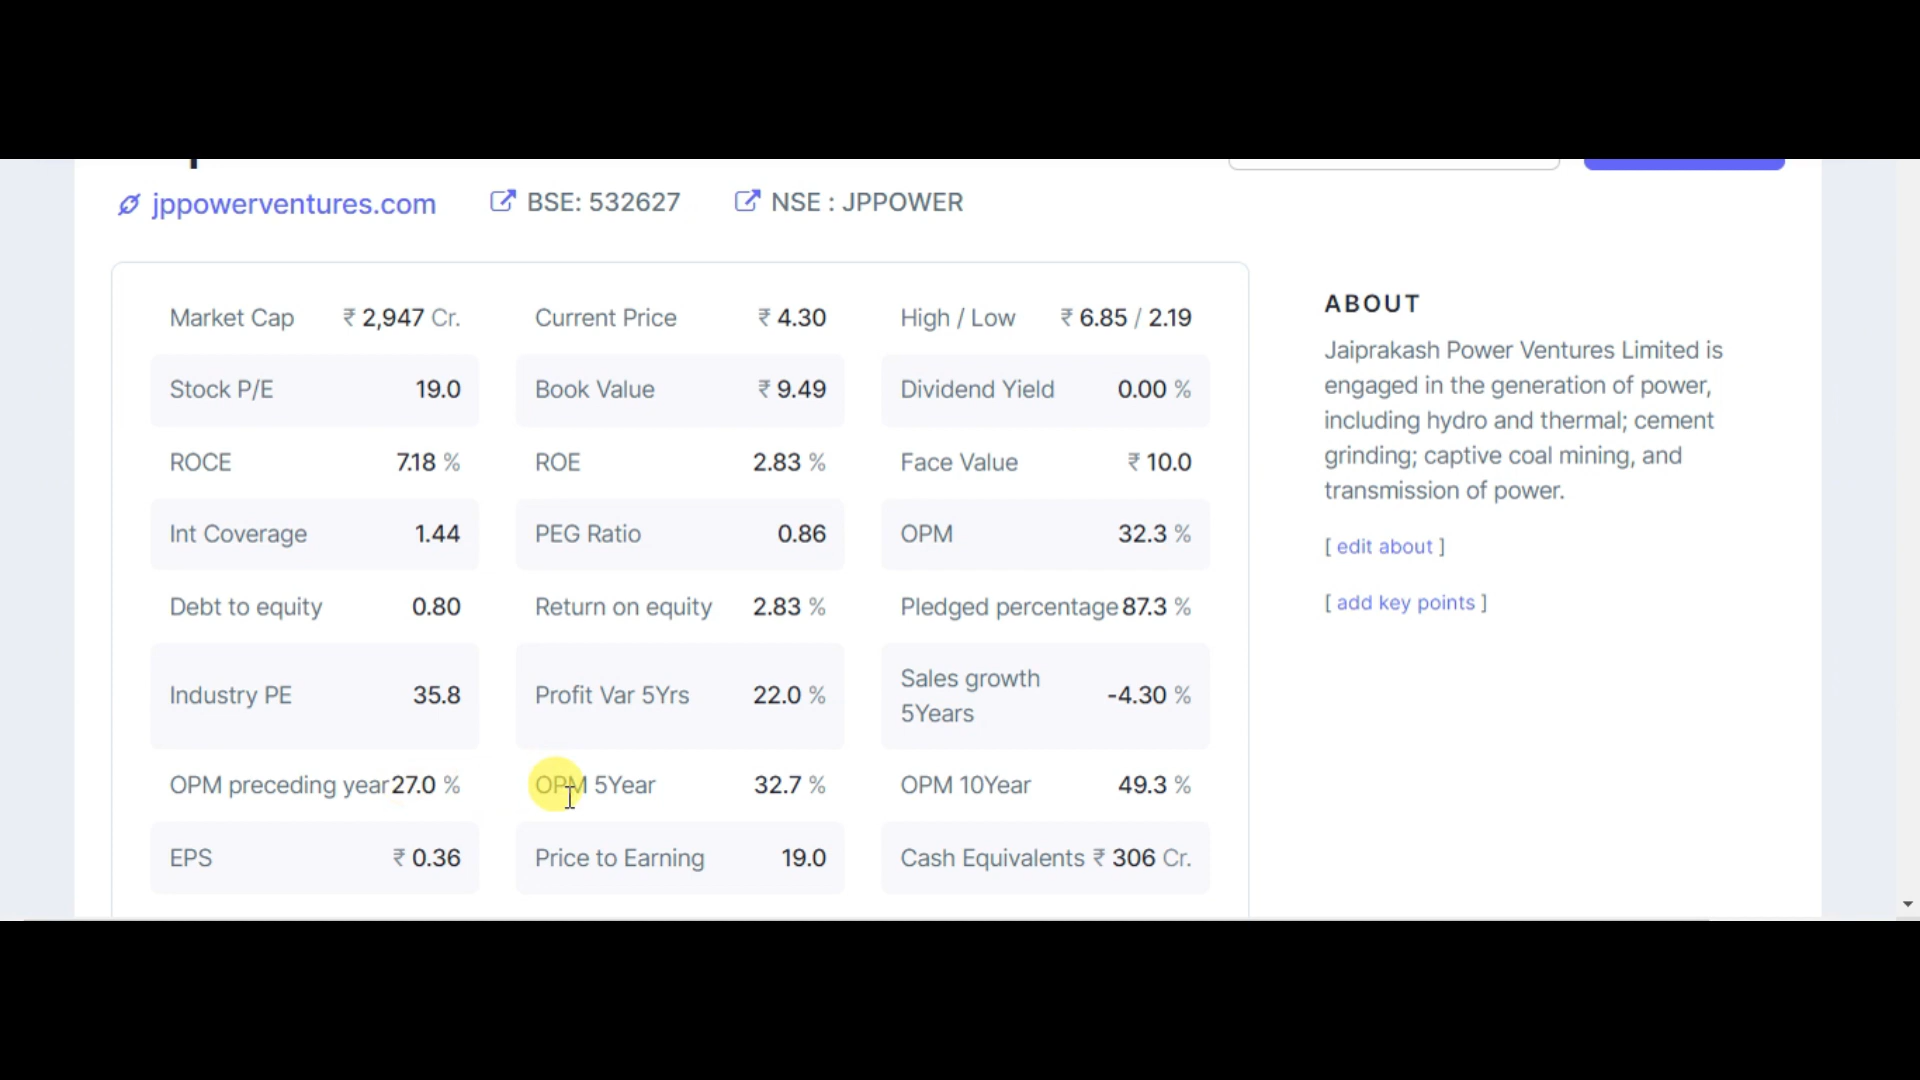 jppowerventures.com BSE: 532627 NSE : JPPOWER
Market Cap ₹ 2,947 Cr. Current Price ₹ 4.30 High / Low ₹ 6.85 / 2.19
Stock P/E 19.0 Book Value ₹ 9.49 Dividend Yield 0.00 %
ROCE 7.18 % ROE 2.83 % Face Value ₹ 10.0
Int Coverage 1.44 PEG Ratio 0.86 OPM 32.3 %
Debt to equity 0.80 Return on equity 2.83 % Pledged percentage 87.3 %
Industry PE 35.8 Profit Var 5Yrs 22.0 % Sales growth
5Years -4.30 %
OPM preceding year 27.0 % OPM 5Year 32.7 % OPM 10Year 49.3 %
EPS ₹ 0.36 Price to Earning 19.0 Cash Equivalents ₹ 306 Cr.
ABOUT
Jaiprakash Power Ventures Limited is
engaged in the generation of power,
including hydro and thermal; cement
grinding; captive coal mining, and
transmission of power.
[ edit about ]
[ add key points ]